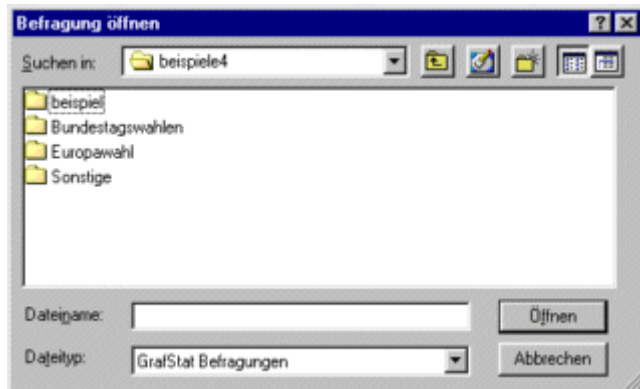 Befragung öffnen
Suchen in: beispiele4
beispiel
Bundestagswahlen
Europawahl
Sonstige
Dateiname: Öffnen
Dateityp: GrafStat Befragungen Abbrechen